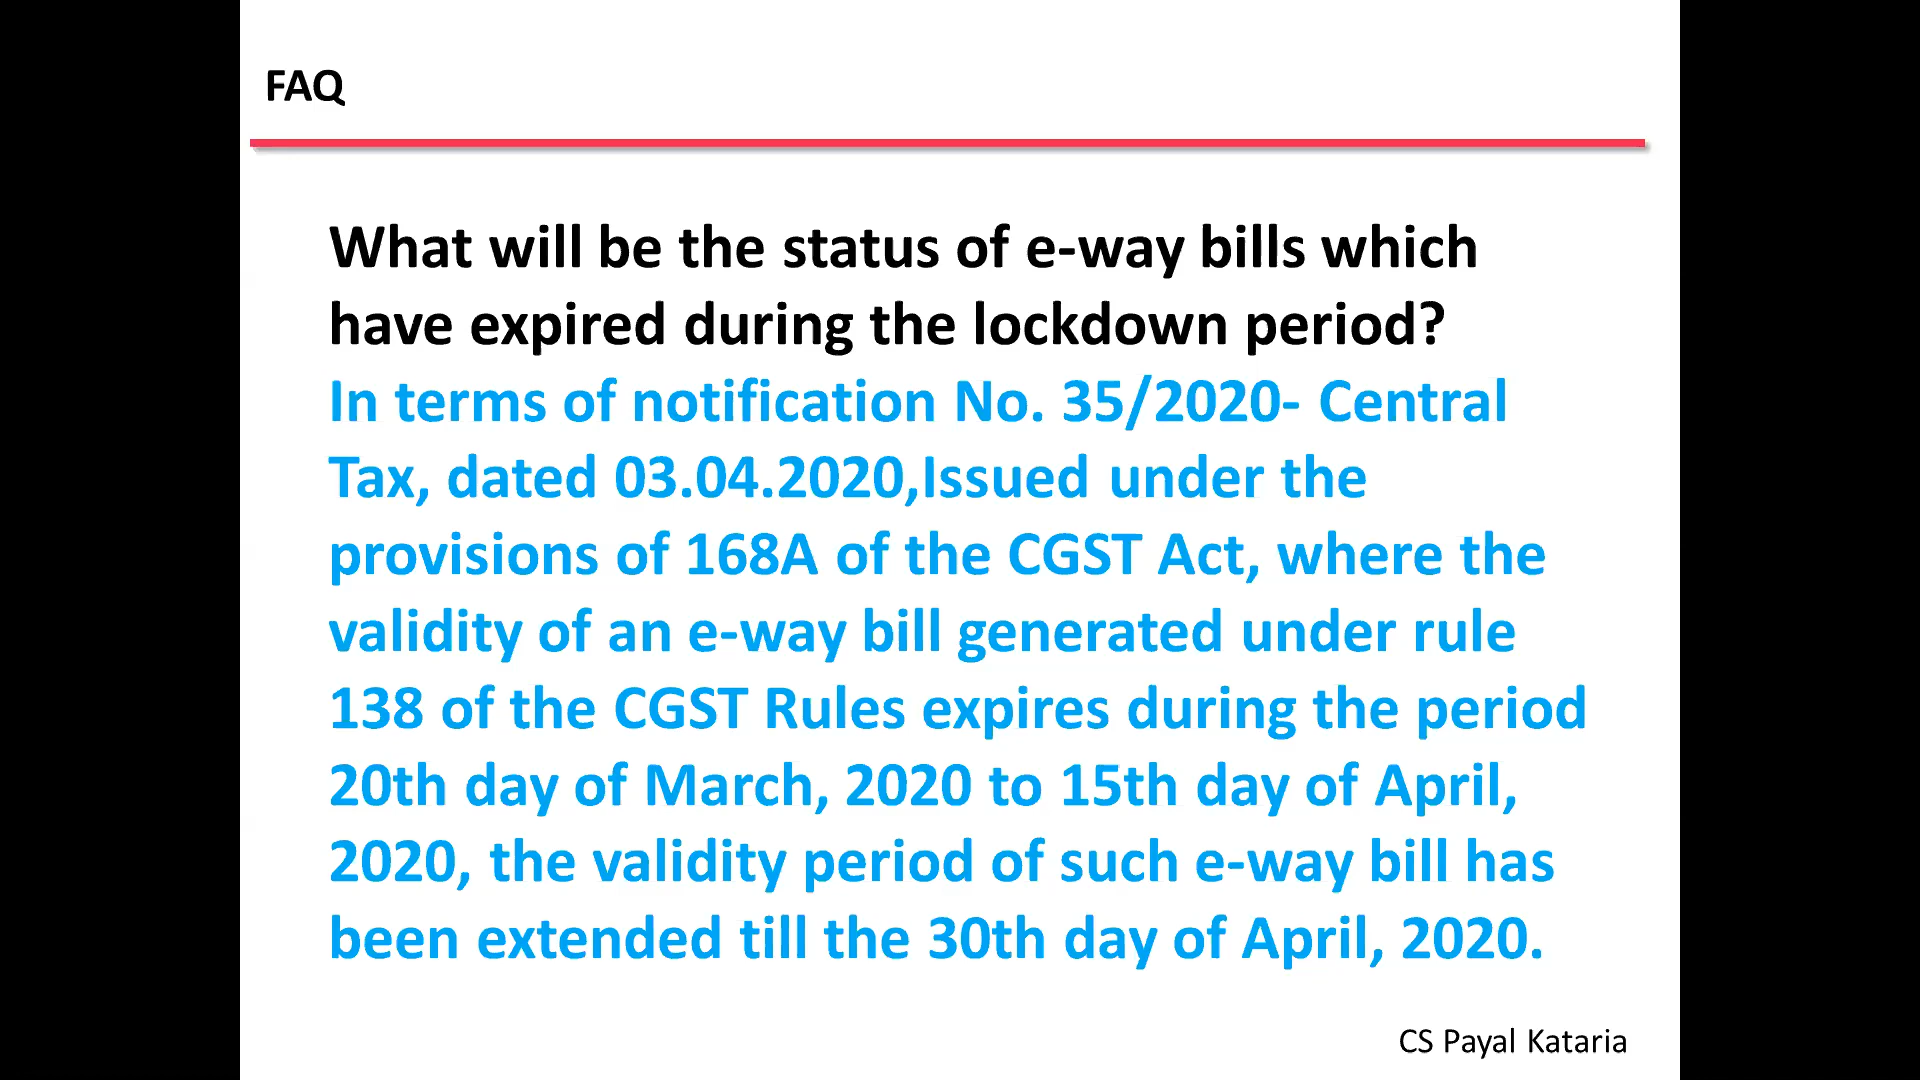 FAQ
What will be the status of e-way bills which
have expired during the lockdown period?
In terms of notification No. 35/2020- Central
Tax, dated 03.04.2020,Issued under the
provisions of 168A of the CGST Act, where the
validity of an e-way bill generated under rule
138 of the CGST Rules expires during the period
20th day of March, 2020 to 15th day of April,
2020, the validity period of such e-way bill has
been extended till the 30th day of April, 2020.
CS Payal Kataria